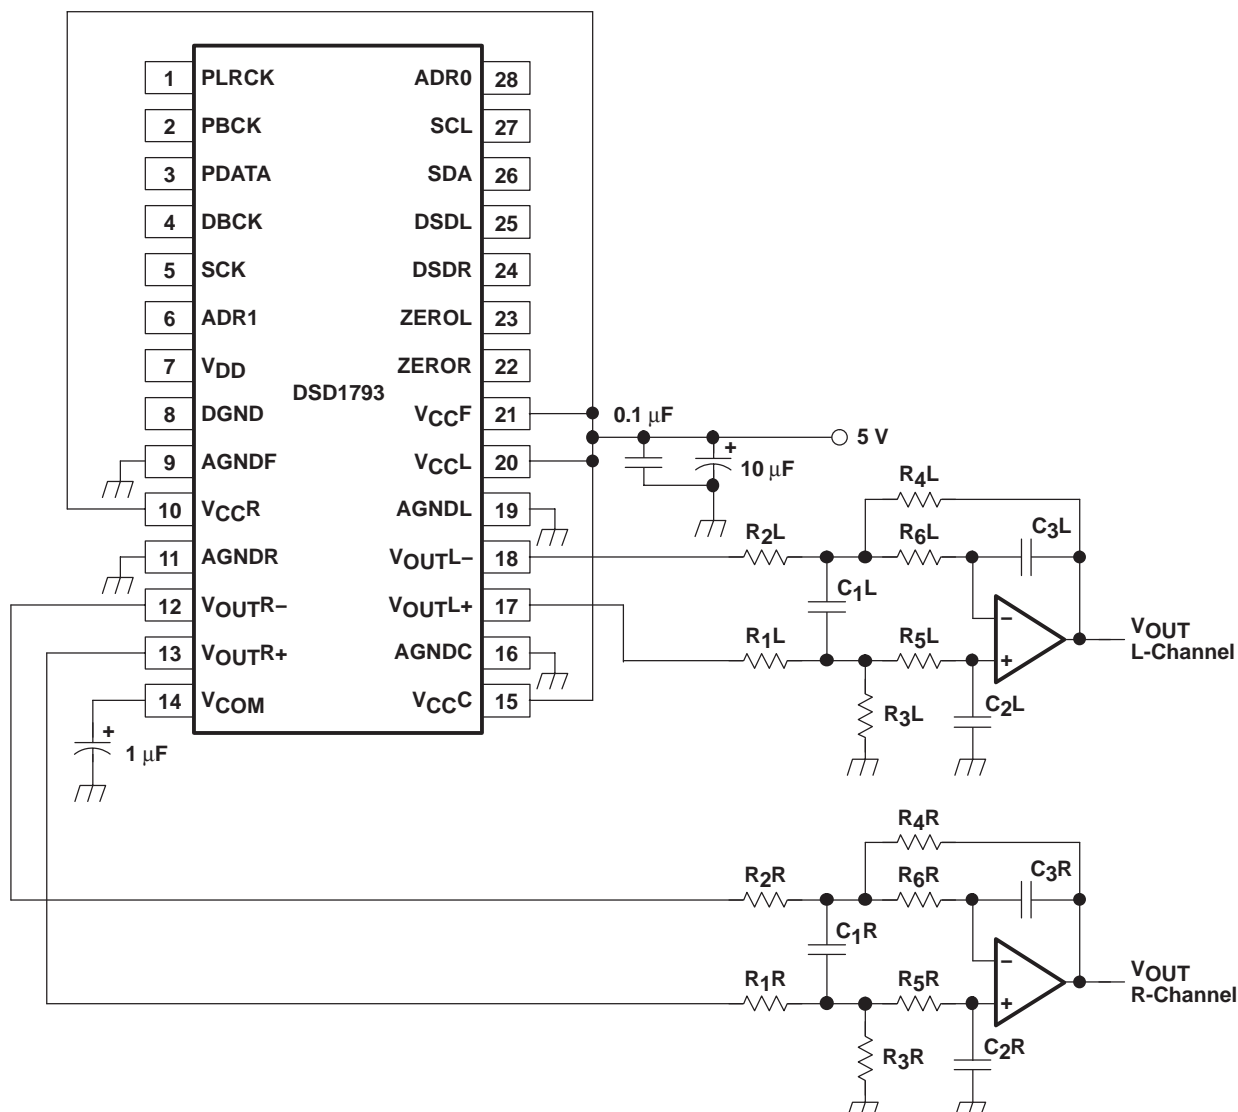 1 PLRCK ADR0 28
2 PBCK SCL 27
3 PDATA SDA 26
4 DBCK DSDL 25
5 SCK DSDR 24
6 ADR1 ZEROL 23
7 VDD ZEROR 22
DSD1793
8 DGND VCCF 21
9 AGNDF VCCL 20
10 VCCR AGNDL 19
11 AGNDR VOUTL− 18
12 VOUTR− VOUTL+ 17
13 VOUTR+ AGNDC 16
14 VCOM VCCC 15
+
1 μF
0.1 μF
+
10 μF
5 V
R4L
R2L
R6L
C3L
C1L
−
R1L
R5L
+
VOUT
L-Channel
R3L
C2L
R4R
R2R
R6R
C3R
C1R
−
R1R
R5R
+
VOUT
R-Channel
R3R
C2R